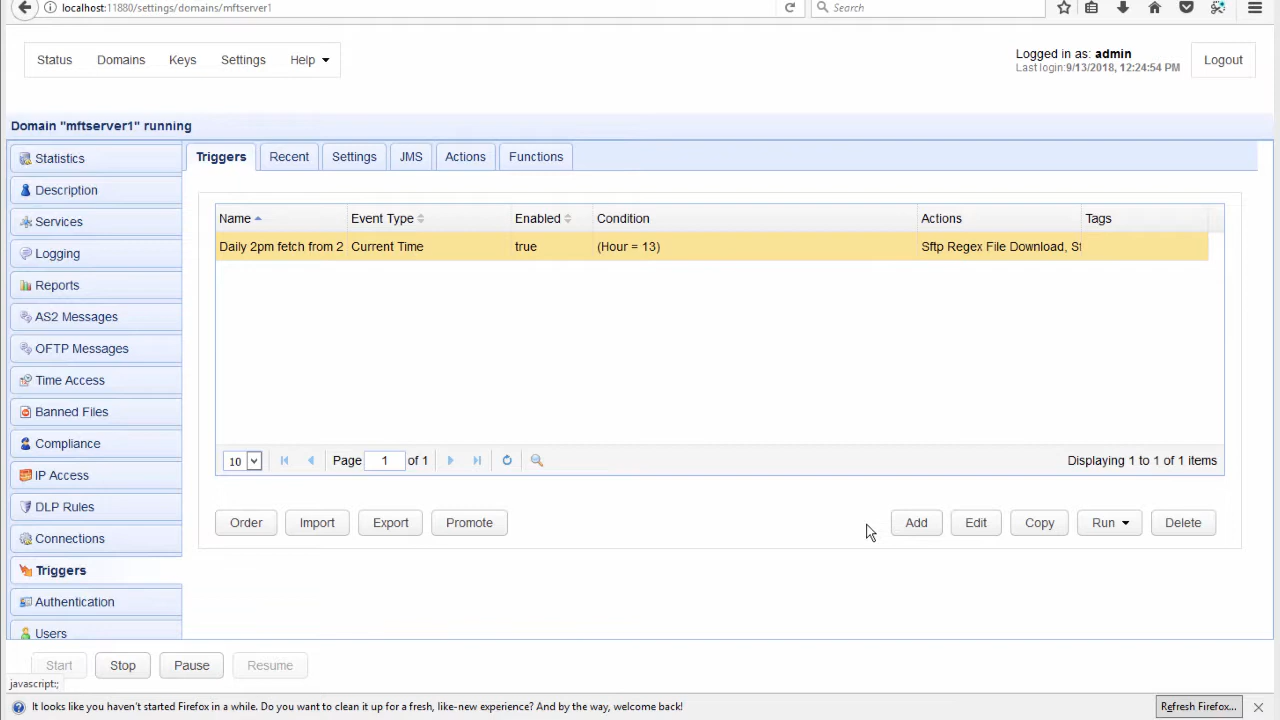 localhost:11880/settings/domains/mftserver1
Search
Status Domains Keys Settings Help
Logged in as: admin
Last login:9/13/2018, 12:24:54 PM
Logout
Domain "mftserver1" running
Statistics
Description
Services
Logging
Reports
AS2 Messages
OFTP Messages
Time Access
Banned Files
Compliance
IP Access
DLP Rules
Connections
Triggers
Authentication
Users
Triggers Recent Settings JMS Actions Functions
Name Event Type Enabled Condition Actions Tags
Daily 2pm fetch from 2 Current Time true (Hour = 13) Sftp Regex File Download, Sf
10 Page 1 of 1 Displaying 1 to 1 of 1 items
Order Import Export Promote Add Edit Copy Run Delete
Start Stop Pause Resume
javascript:;
It looks like you haven't started Firefox in a while. Do you want to clean it up for a fresh, like-new experience? And by the way, welcome back!
Refresh Firefox...